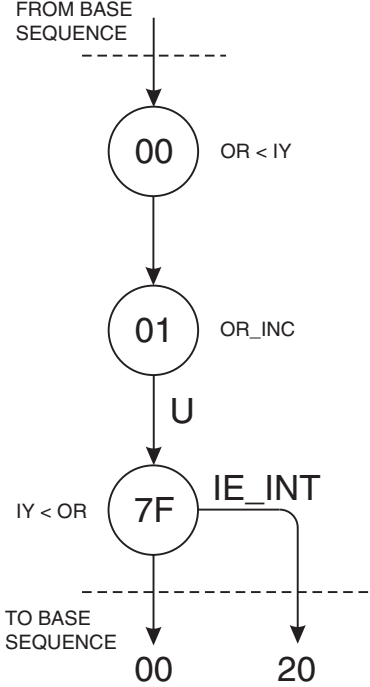 FROM BASE
SEQUENCE
00
OR < IY
01
OR_INC
U
IY < OR
7F
IE_INT
TO BASE
SEQUENCE
00
20